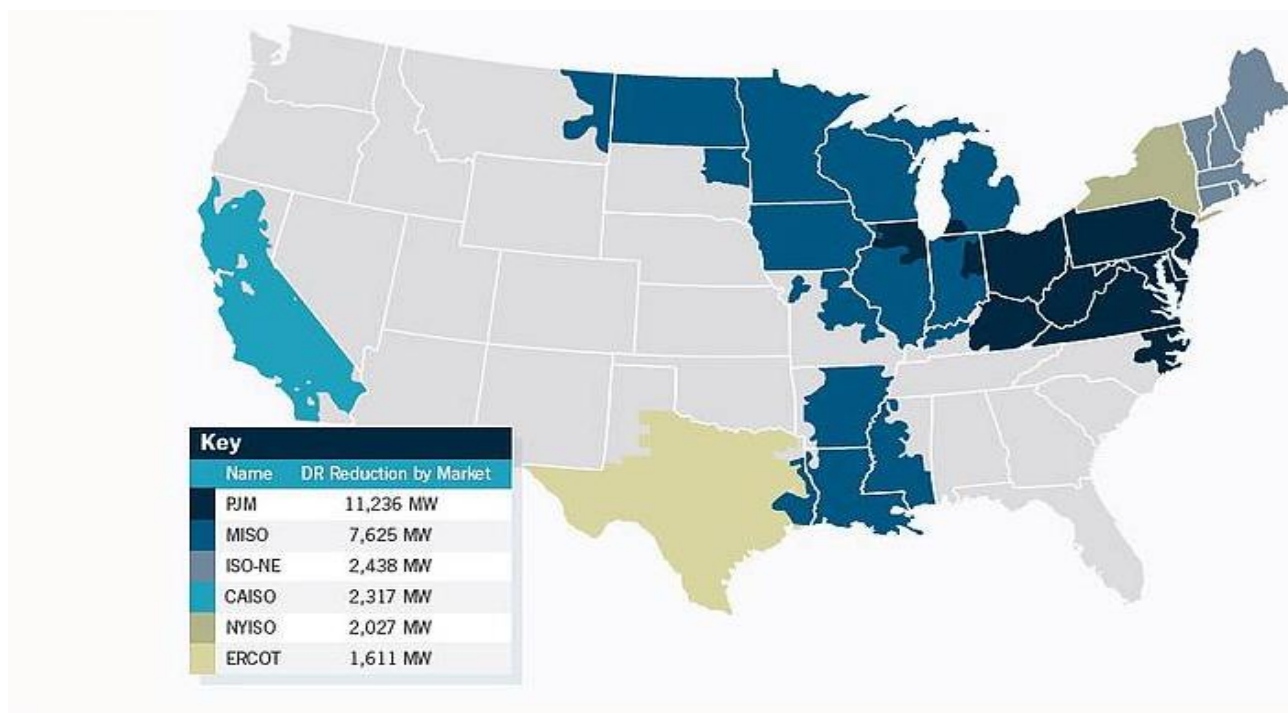 Key
Name DR Reduction by Market
PJM 11,236 MW
MISO 7,625 MW
ISO-NE 2,438 MW
CAISO 2,317 MW
NYISO 2,027 MW
ERCOT 1,611 MW